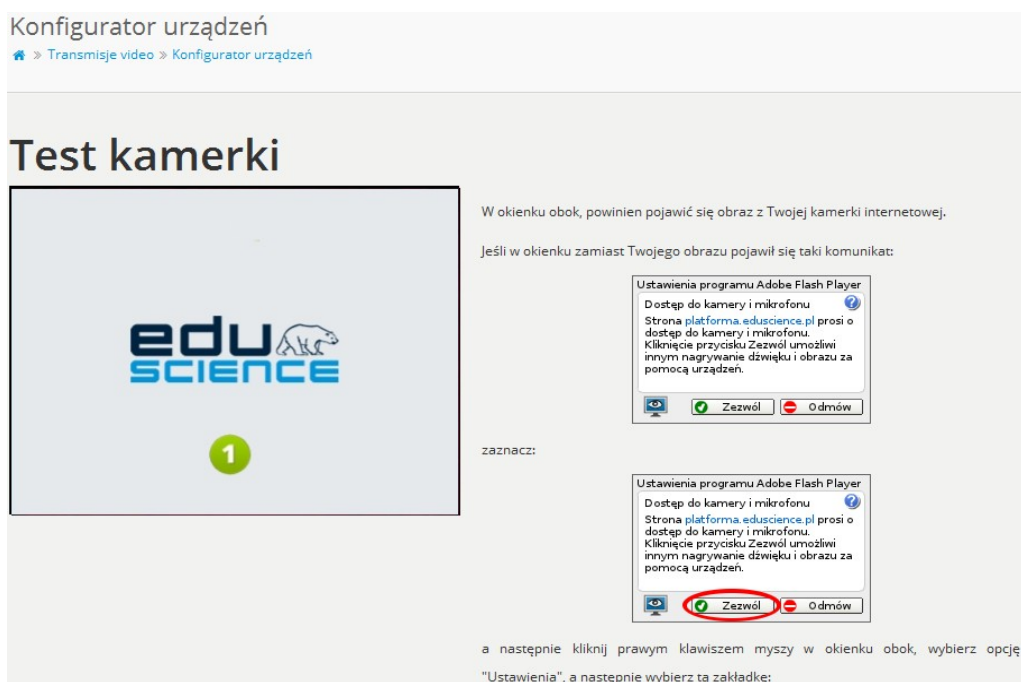 Konfigurator urządzeń
» Transmisje video » Konfigurator urządzeń
Test kamerki
edu
SCIENCE
1
W okienku obok, powinien pojawić się obraz z Twojej kamerki internetowej.
Jeśli w okienku zamiast Twojego obrazu pojawił się taki komunikat:
Ustawienia programu Adobe Flash Player
Dostęp do kamery i mikrofonu ?
Strona platforma.eduscience.pl prosi o
dostęp do kamery i mikrofonu.
Kliknięcie przycisku Zezwól umożliwi
innym nagrywanie dźwięku i obrazu za
pomocą urządzeń.
Zezwól Odmów
zaznacz:
Ustawienia programu Adobe Flash Player
Dostęp do kamery i mikrofonu ?
Strona platforma.eduscience.pl prosi o
dostęp do kamery i mikrofonu.
Kliknięcie przycisku Zezwól umożliwi
innym nagrywanie dźwięku i obrazu za
pomocą urządzeń.
Zezwól Odmów
a następnie kliknij prawym klawiszem myszy w okienku obok, wybierz opcję
"Ustawienia", a następnie wybierz tą zakładkę: